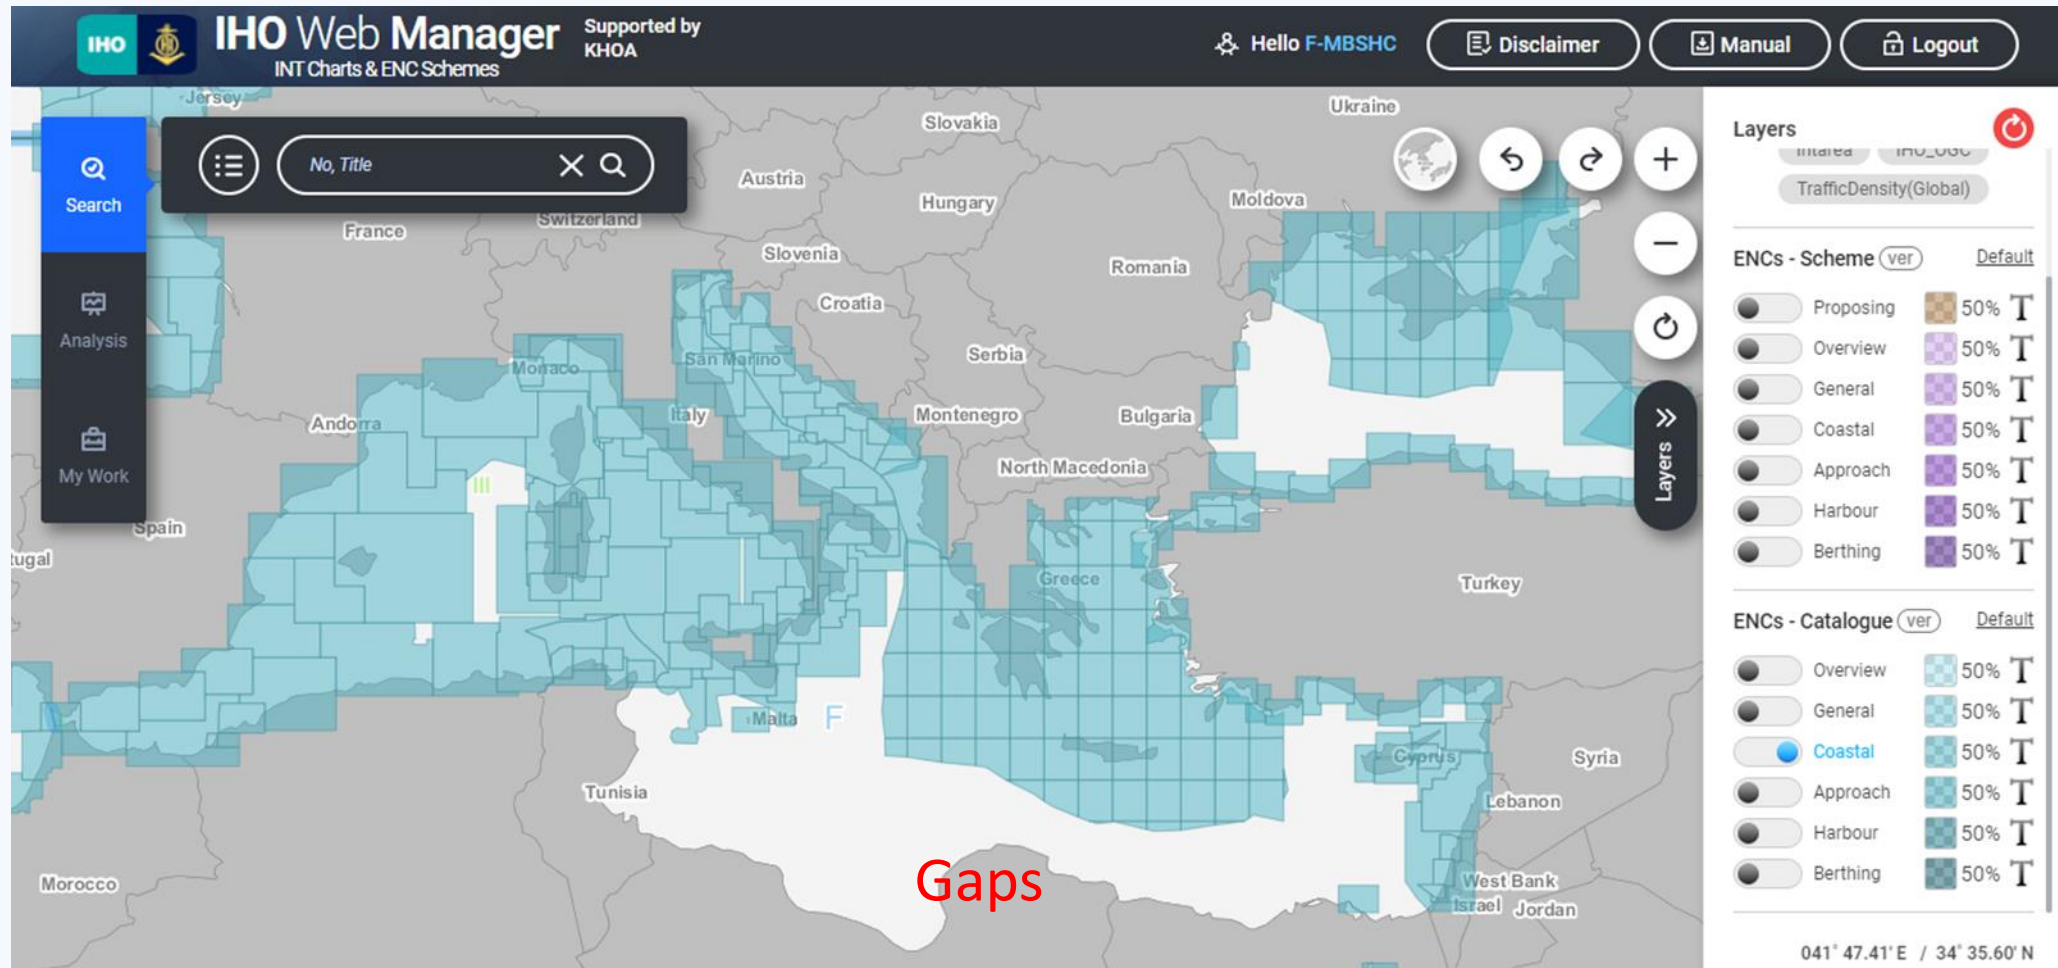 IHO
IHO Web Manager
INT Charts & ENC Schemes
Supported by
KHOA
Hello F-MBSHC
Disclaimer
Manual
Logout
Search
Analysis
My Work
No, Title
Jersey
Ukraine
Slovakia
Austria
Hungary
Moldova
Switzerland
France
Slovenia
Romania
Croatia
Serbia
San Marino
Monaco
Andorra
Italy
Montenegro
Bulgaria
North Macedonia
III
Spain
tugal
Greece
Turkey
Malta
F
Cyprus
Syria
Tunisia
Lebanon
Gaps
Morocco
West Bank
Israel
Jordan
Layers
Layers
Intarea
IHO_OGC
TrafficDensity(Global)
ENCs - Scheme ver Default
Proposing 50% T
Overview 50% T
General 50% T
Coastal 50% T
Approach 50% T
Harbour 50% T
Berthing 50% T
ENCs - Catalogue ver Default
Overview 50% T
General 50% T
Coastal 50% T
Approach 50% T
Harbour 50% T
Berthing 50% T
041° 47.41' E / 34° 35.60' N